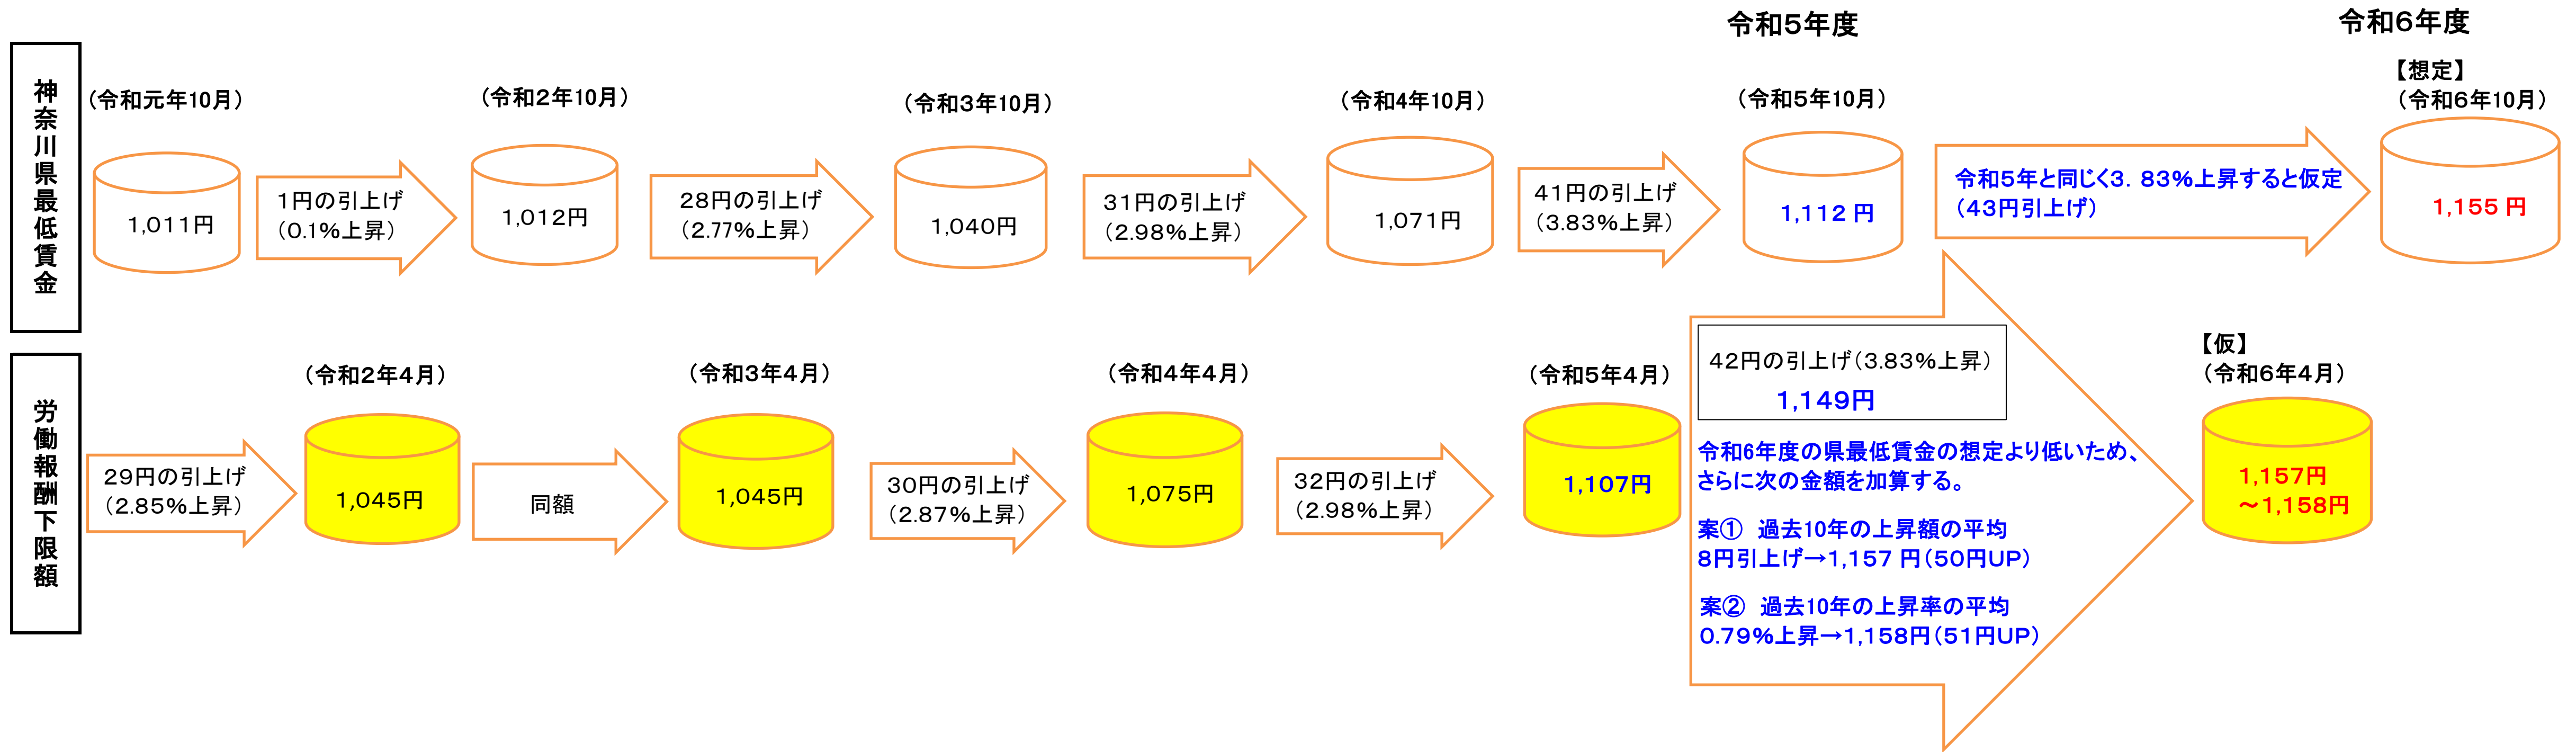 令和5年度
令和6年度
神奈川県最低賃金
（令和元年10月）
1,011円
1円の引上げ
（0.1%上昇）
（令和2年10月）
1,012円
28円の引上げ
（2.77%上昇）
（令和3年10月）
1,040円
31円の引上げ
（2.98%上昇）
（令和4年10月）
1,071円
41円の引上げ
（3.83%上昇）
（令和5年10月）
1,112 円
令和5年と同じく3．83%上昇すると仮定
（43円引上げ）
【想定】
（令和6年10月）
1,155 円
労働報酬下限額
29円の引上げ
（2.85%上昇）
（令和2年4月）
1,045円
同額
（令和3年4月）
1,045円
30円の引上げ
（2.87%上昇）
（令和4年4月）
1,075円
32円の引上げ
（2.98%上昇）
（令和5年4月）
1,107円
42円の引上げ（3.83%上昇）
1,149円
令和6年度の県最低賃金の想定より低いため、
さらに次の金額を加算する。
案①　過去10年の上昇額の平均
8円引上げ→1,157 円（50円UP）
案②　過去10年の上昇率の平均
0.79%上昇→1,158円（51円UP）
【仮】
（令和6年4月）
1,157円
～1,158円